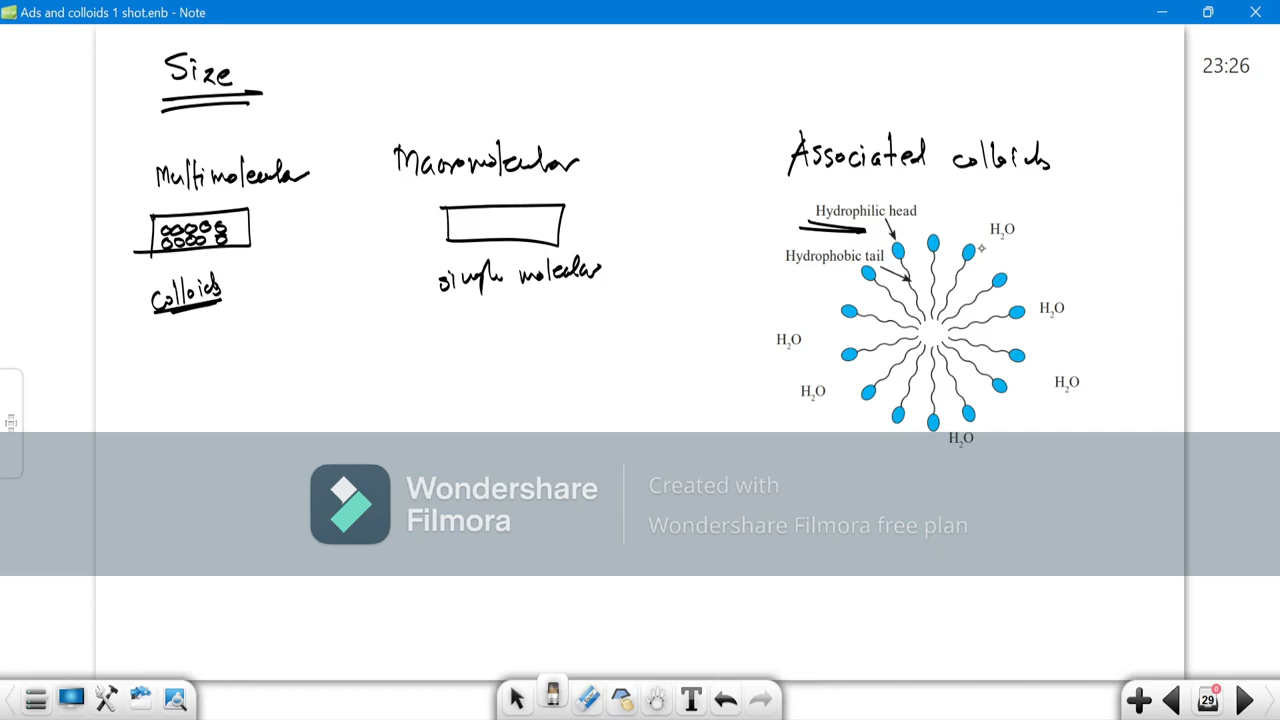 Ads and colloids 1 shot.enb - Note
23:26
Size
Multimolecular
colloids
Macromolecular
single molecular
Associated colloids
Hydrophilic head
Hydrophobic tail
H₂O
H₂O
H₂O
H₂O
H₂O
H₂O
Wondershare
Filmora
Created with
Wondershare Filmora free plan
T
29